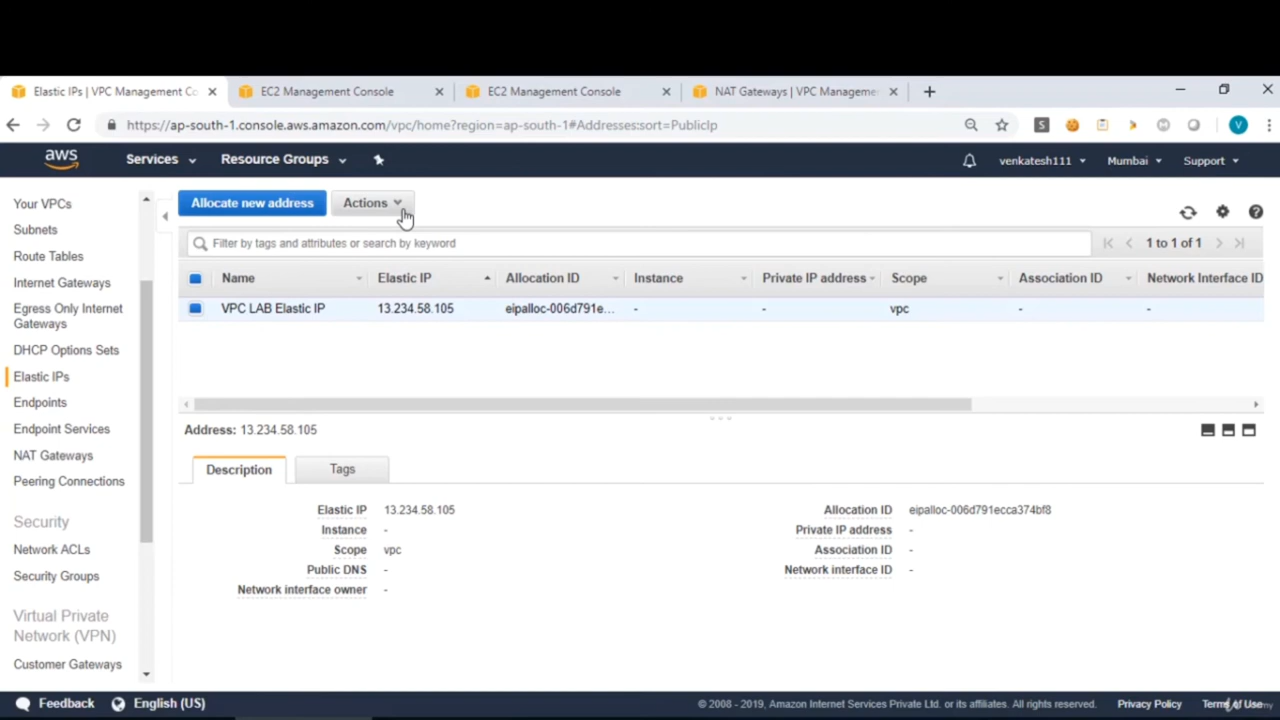 Elastic IPs | VPC Management Co
EC2 Management Console
EC2 Management Console
NAT Gateways | VPC Manageme
https://ap-south-1.console.aws.amazon.com/vpc/home?region=ap-south-1#Addresses:sort=PublicIp
S
V
aws
Services
Resource Groups
venkatesh111
Mumbai
Support
Your VPCs
Subnets
Route Tables
Internet Gateways
Egress Only Internet
Gateways
DHCP Options Sets
Elastic IPs
Endpoints
Endpoint Services
NAT Gateways
Peering Connections
Security
Network ACLs
Security Groups
Virtual Private
Network (VPN)
Customer Gateways
Allocate new address
Actions
Filter by tags and attributes or search by keyword
1 to 1 of 1
Name Elastic IP Allocation ID Instance Private IP address Scope Association ID Network Interface ID
VPC LAB Elastic IP 13.234.58.105 eipalloc-006d791e... - - vpc - -
Address: 13.234.58.105
Description
Tags
Elastic IP 13.234.58.105
Instance -
Scope vpc
Public DNS -
Network interface owner -
Allocation ID eipalloc-006d791ecca374bf8
Private IP address -
Association ID -
Network interface ID -
Feedback
English (US)
© 2008 - 2019, Amazon Internet Services Private Ltd. or its affiliates. All rights reserved.
Privacy Policy
Terms of Use